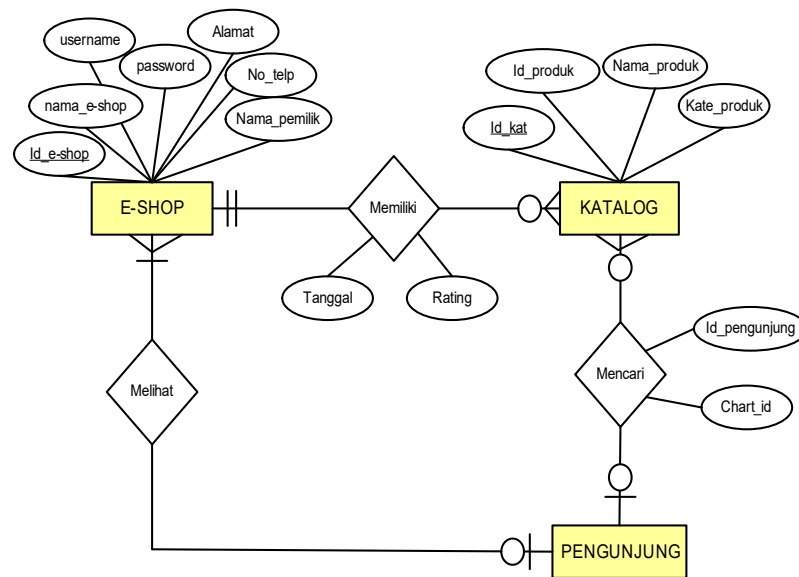 Alamat
username
password
No_telp
nama_e-shop
Nama_pemilik
Id_e-shop
E-SHOP
Nama_produk
Id_produk
Kate_produk
Id_kat
KATALOG
Memiliki
Tanggal
Rating
Id_pengunjung
Mencari
Chart_id
Melihat
PENGUNJUNG